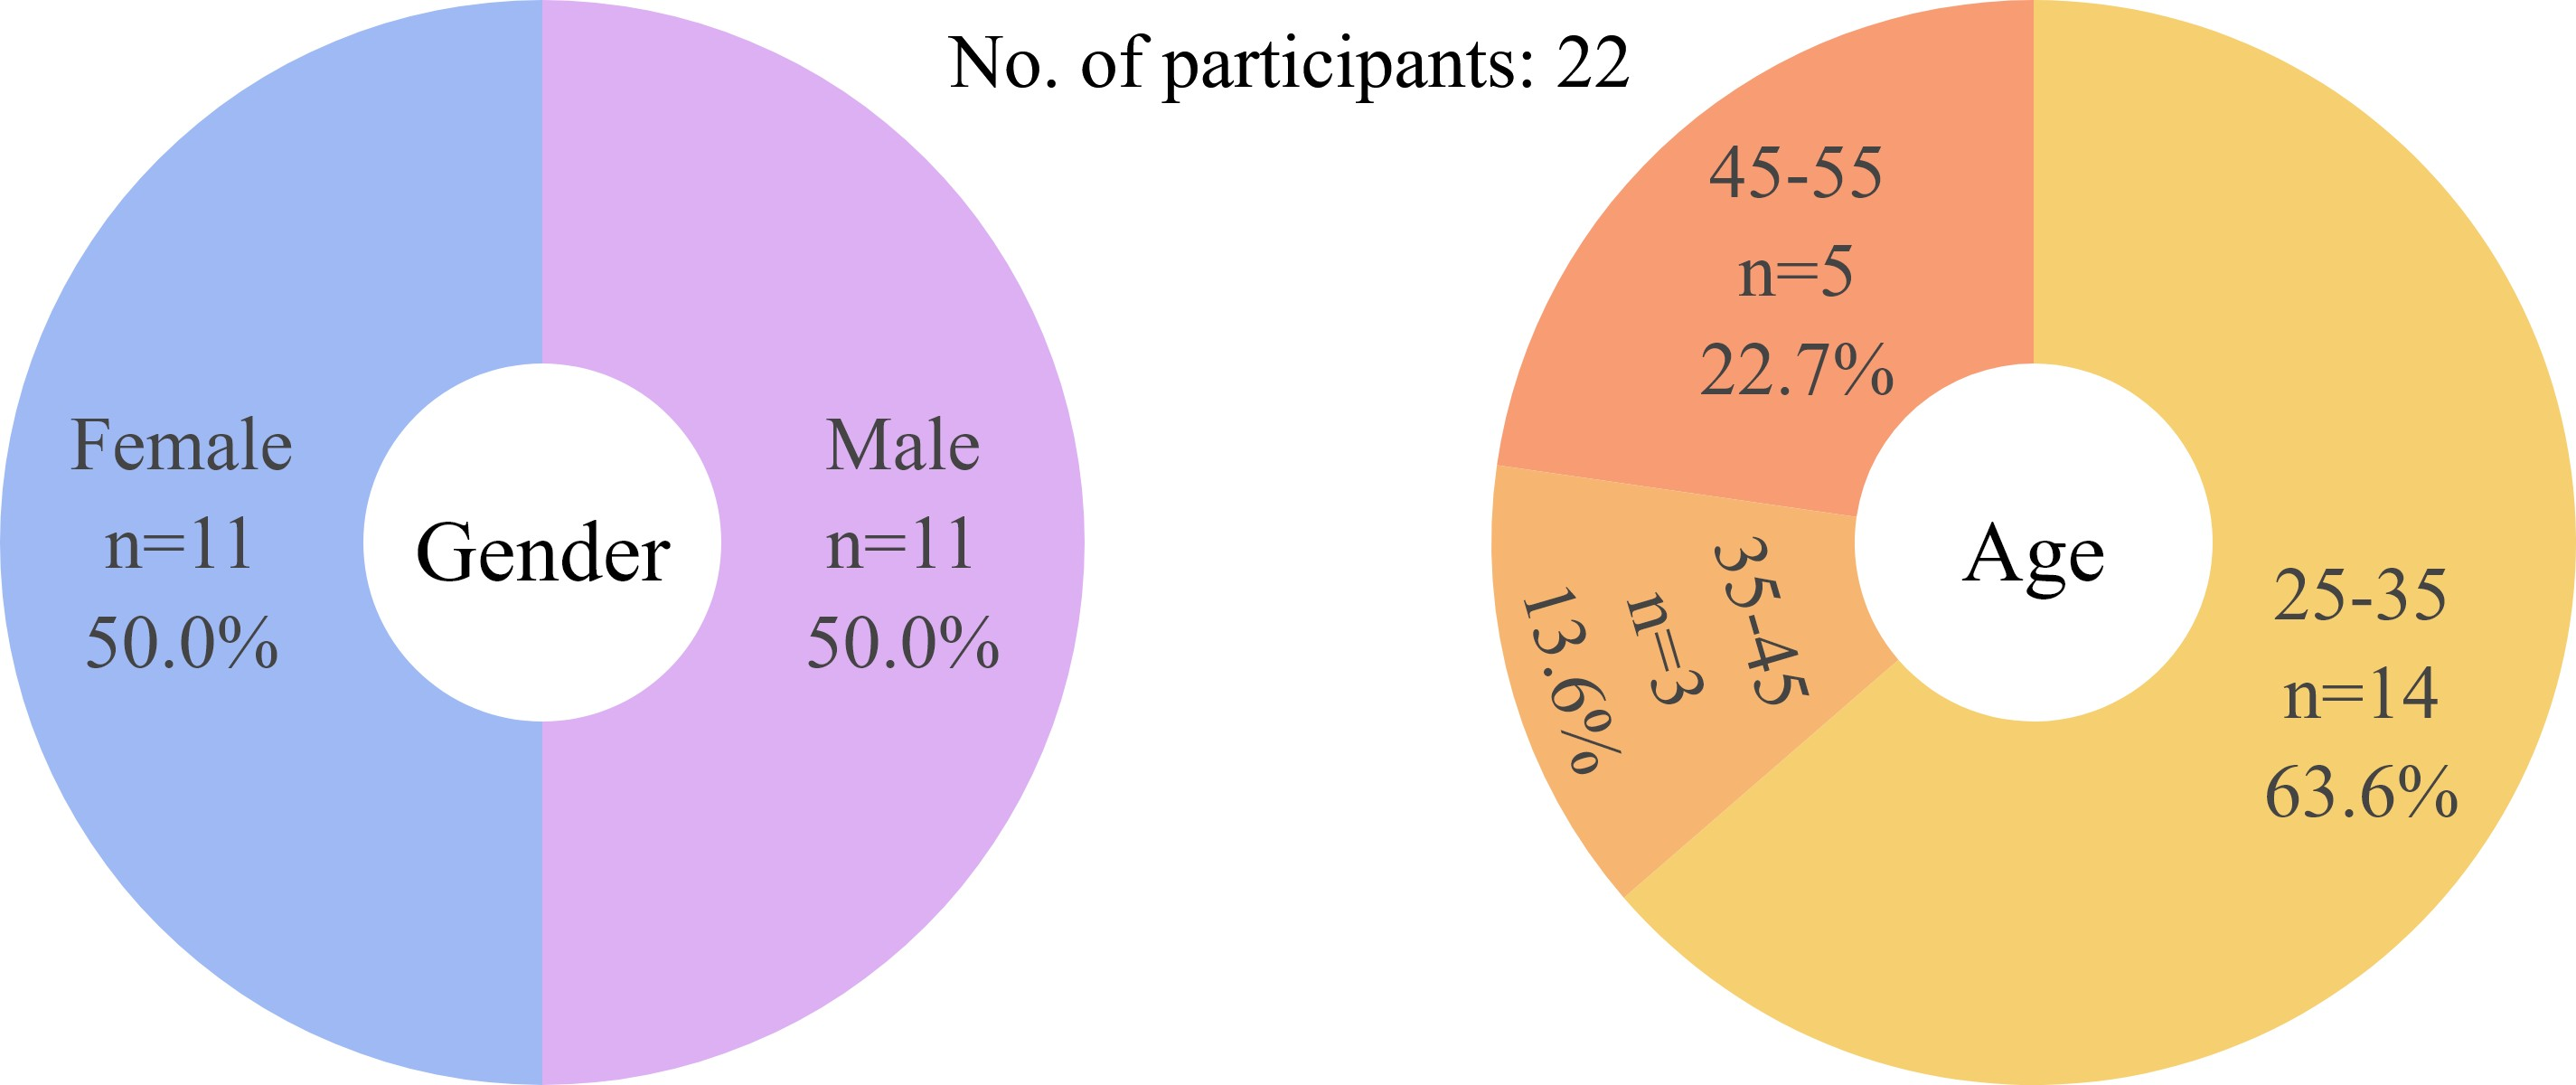 No. of participants: 22
Female
n=11
50.0%
Gender
Male
n=11
50.0%
45-55
n=5
22.7%
35-45
n=3
13.6%
Age
25-35
n=14
63.6%